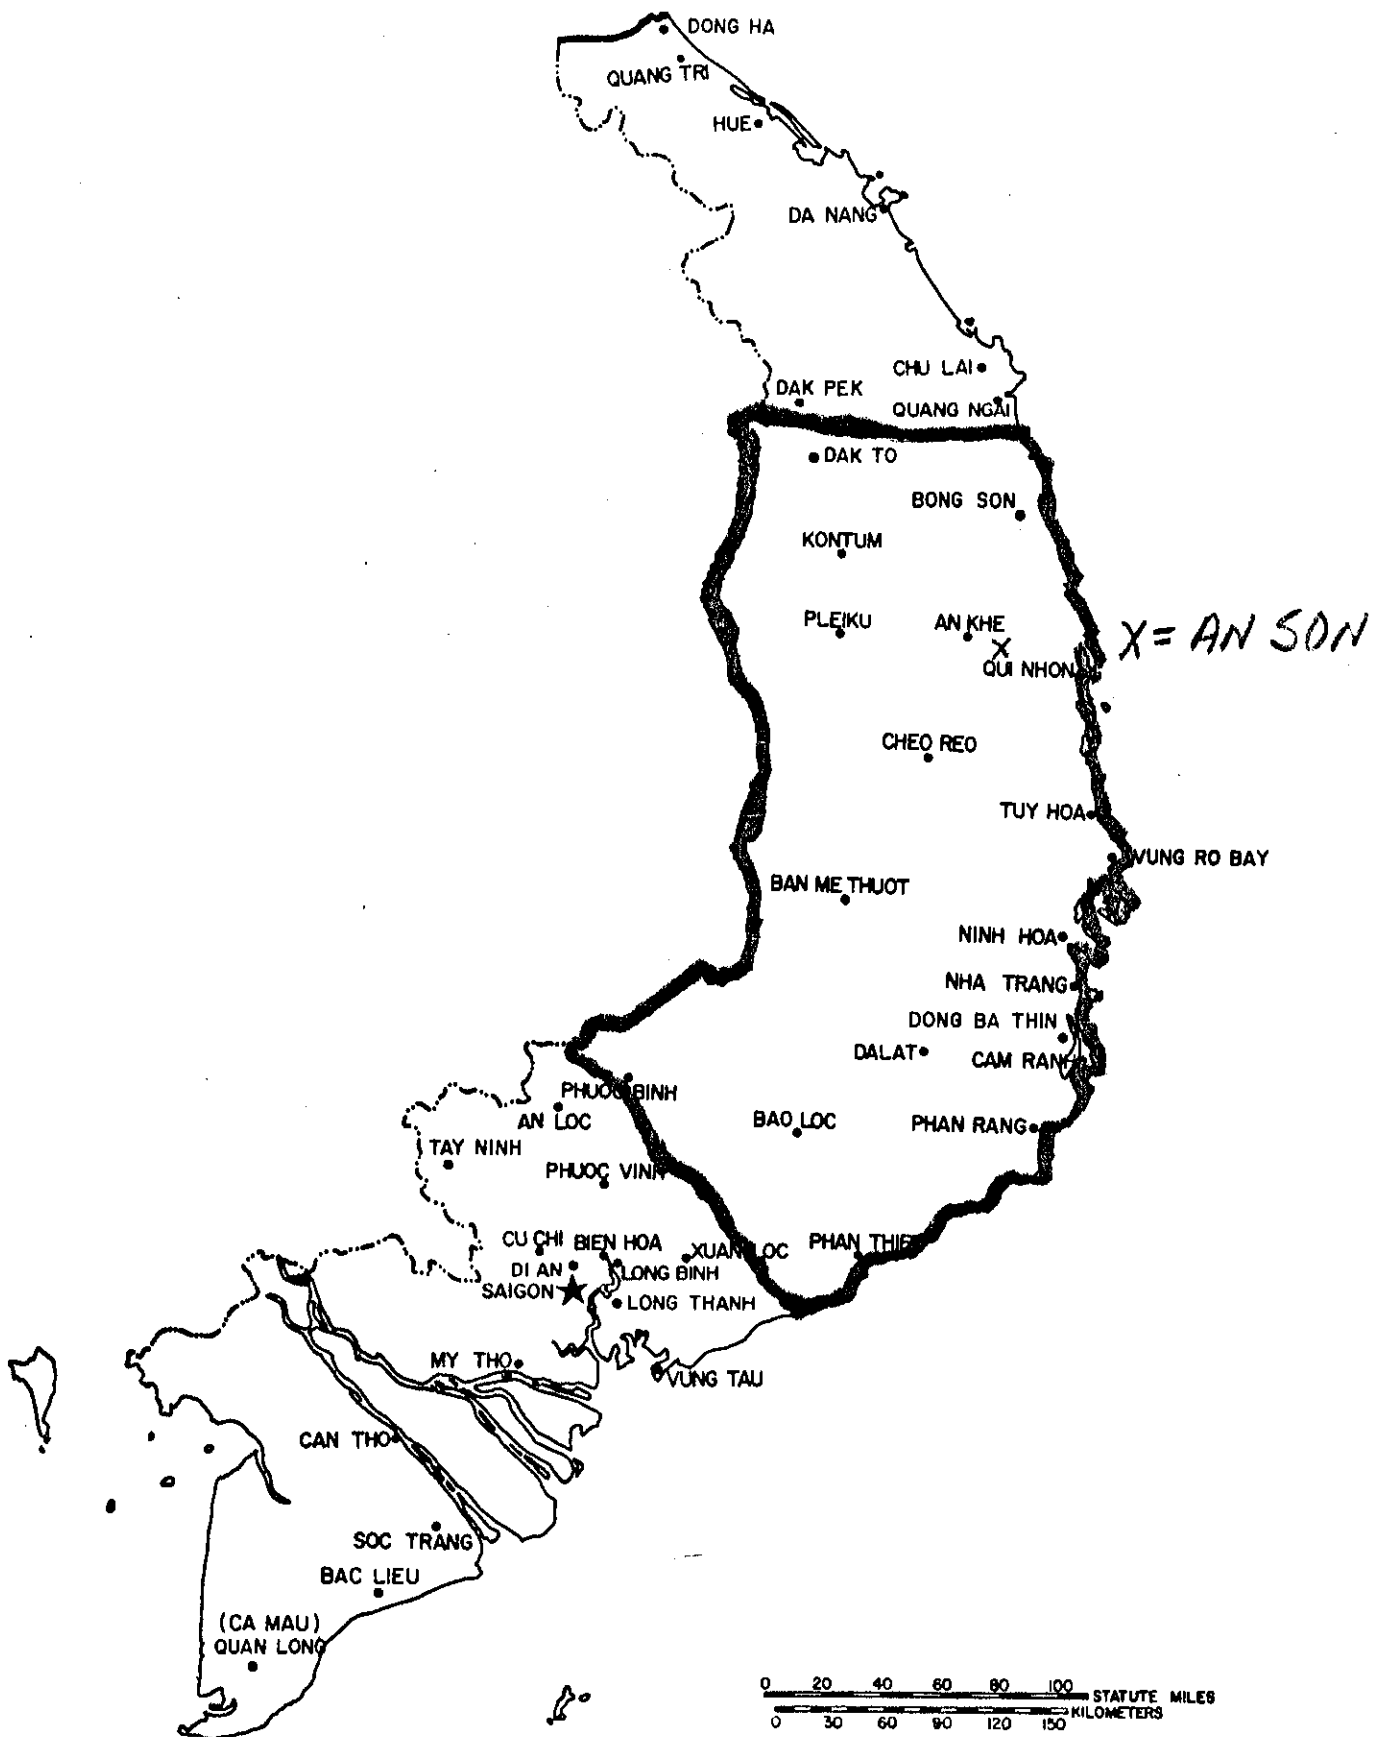 DONG HA
QUANG TRI
HUE
DA NANG
CHU LAI
DAK PEK
QUANG NGAI
DAK TO
BONG SON
KONTUM
PLEIKU
AN KHE
X
X = AN SON
QUI NHON
CHEO REO
TUY HOA
VUNG RO BAY
BAN ME THUOT
NINH HOA
NHA TRANG
DONG BA THIN
DALAT
CAM RANH
PHUOC BINH
AN LOC
BAO LOC
PHAN RANG
TAY NINH
PHUOC VINH
CU CHI
BIEN HOA
XUAN LOC
PHAN THIET
DI AN
LONG BINH
SAIGON
LONG THANH
MY THO
VUNG TAU
CAN THO
SOC TRANG
BAC LIEU
(CA MAU)
QUAN LONG
0 20 40 60 80 100 STATUTE MILES
0 30 60 90 120 150 KILOMETERS